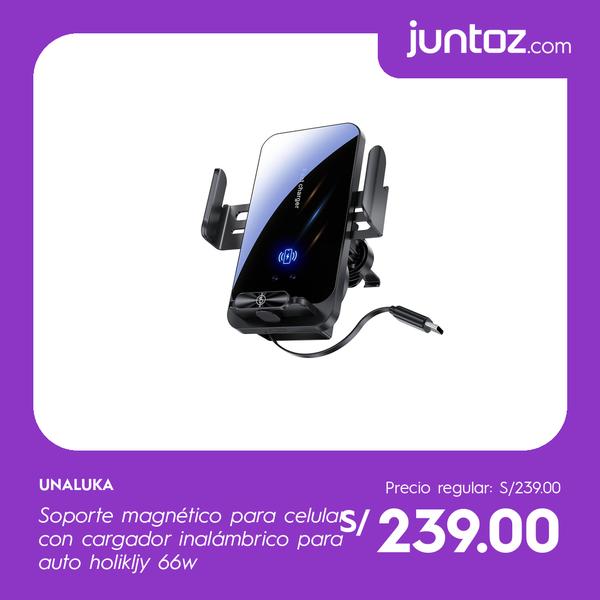 juntoz.com
charger
UNALUKA
Precio regular: S/239.00
Soporte magnético para celular
con cargador inalámbrico para
auto holikljy 66w
S/ 239.00